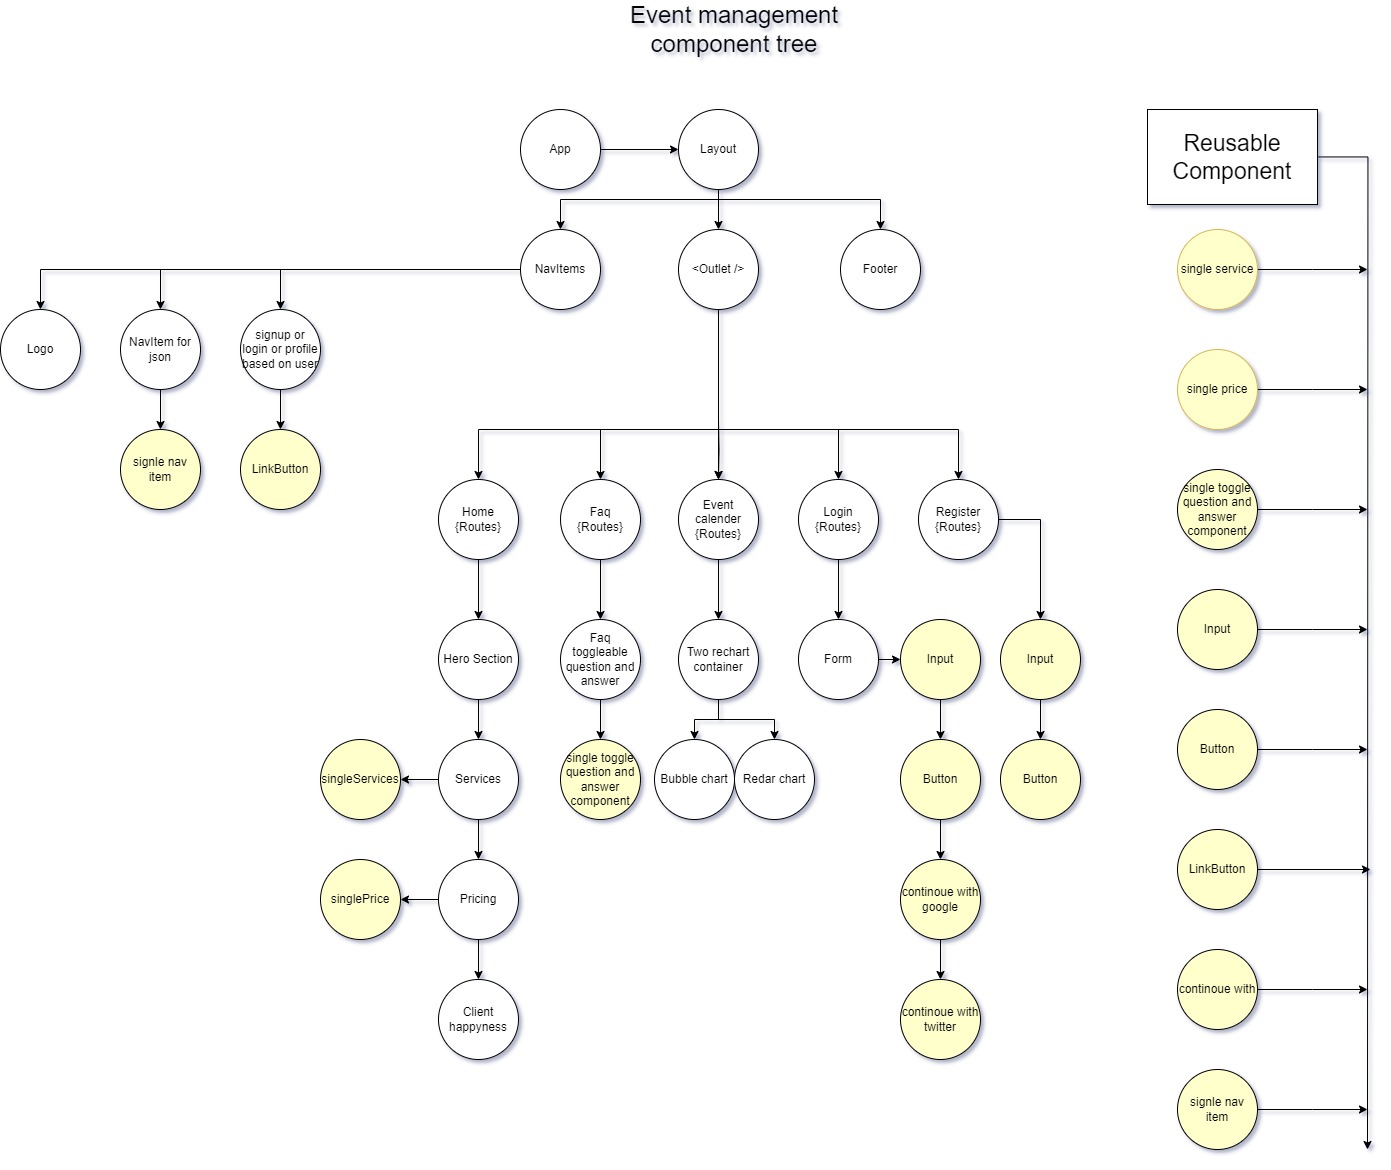 Event management
component tree
App
Layout
Reusable
Component
NavItems
<Outlet />
Footer
single service
Logo
NavItem for
json
signup or
login or profile
based on user
single price
signle nav
item
LinkButton
Home
{Routes}
Faq
{Routes}
Event
calender
{Routes}
Login
{Routes}
Register
{Routes}
single toggle
question and
answer
component
Hero Section
Faq
toggleable
question and
answer
Two rechart
container
Form
Input
Input
Input
singleServices
Services
single toggle
question and
answer
component
Bubble chart
Redar chart
Button
Button
Button
singlePrice
Pricing
continoue with
google
LinkButton
Client
happyness
continoue with
twitter
continoue with
signle nav
item